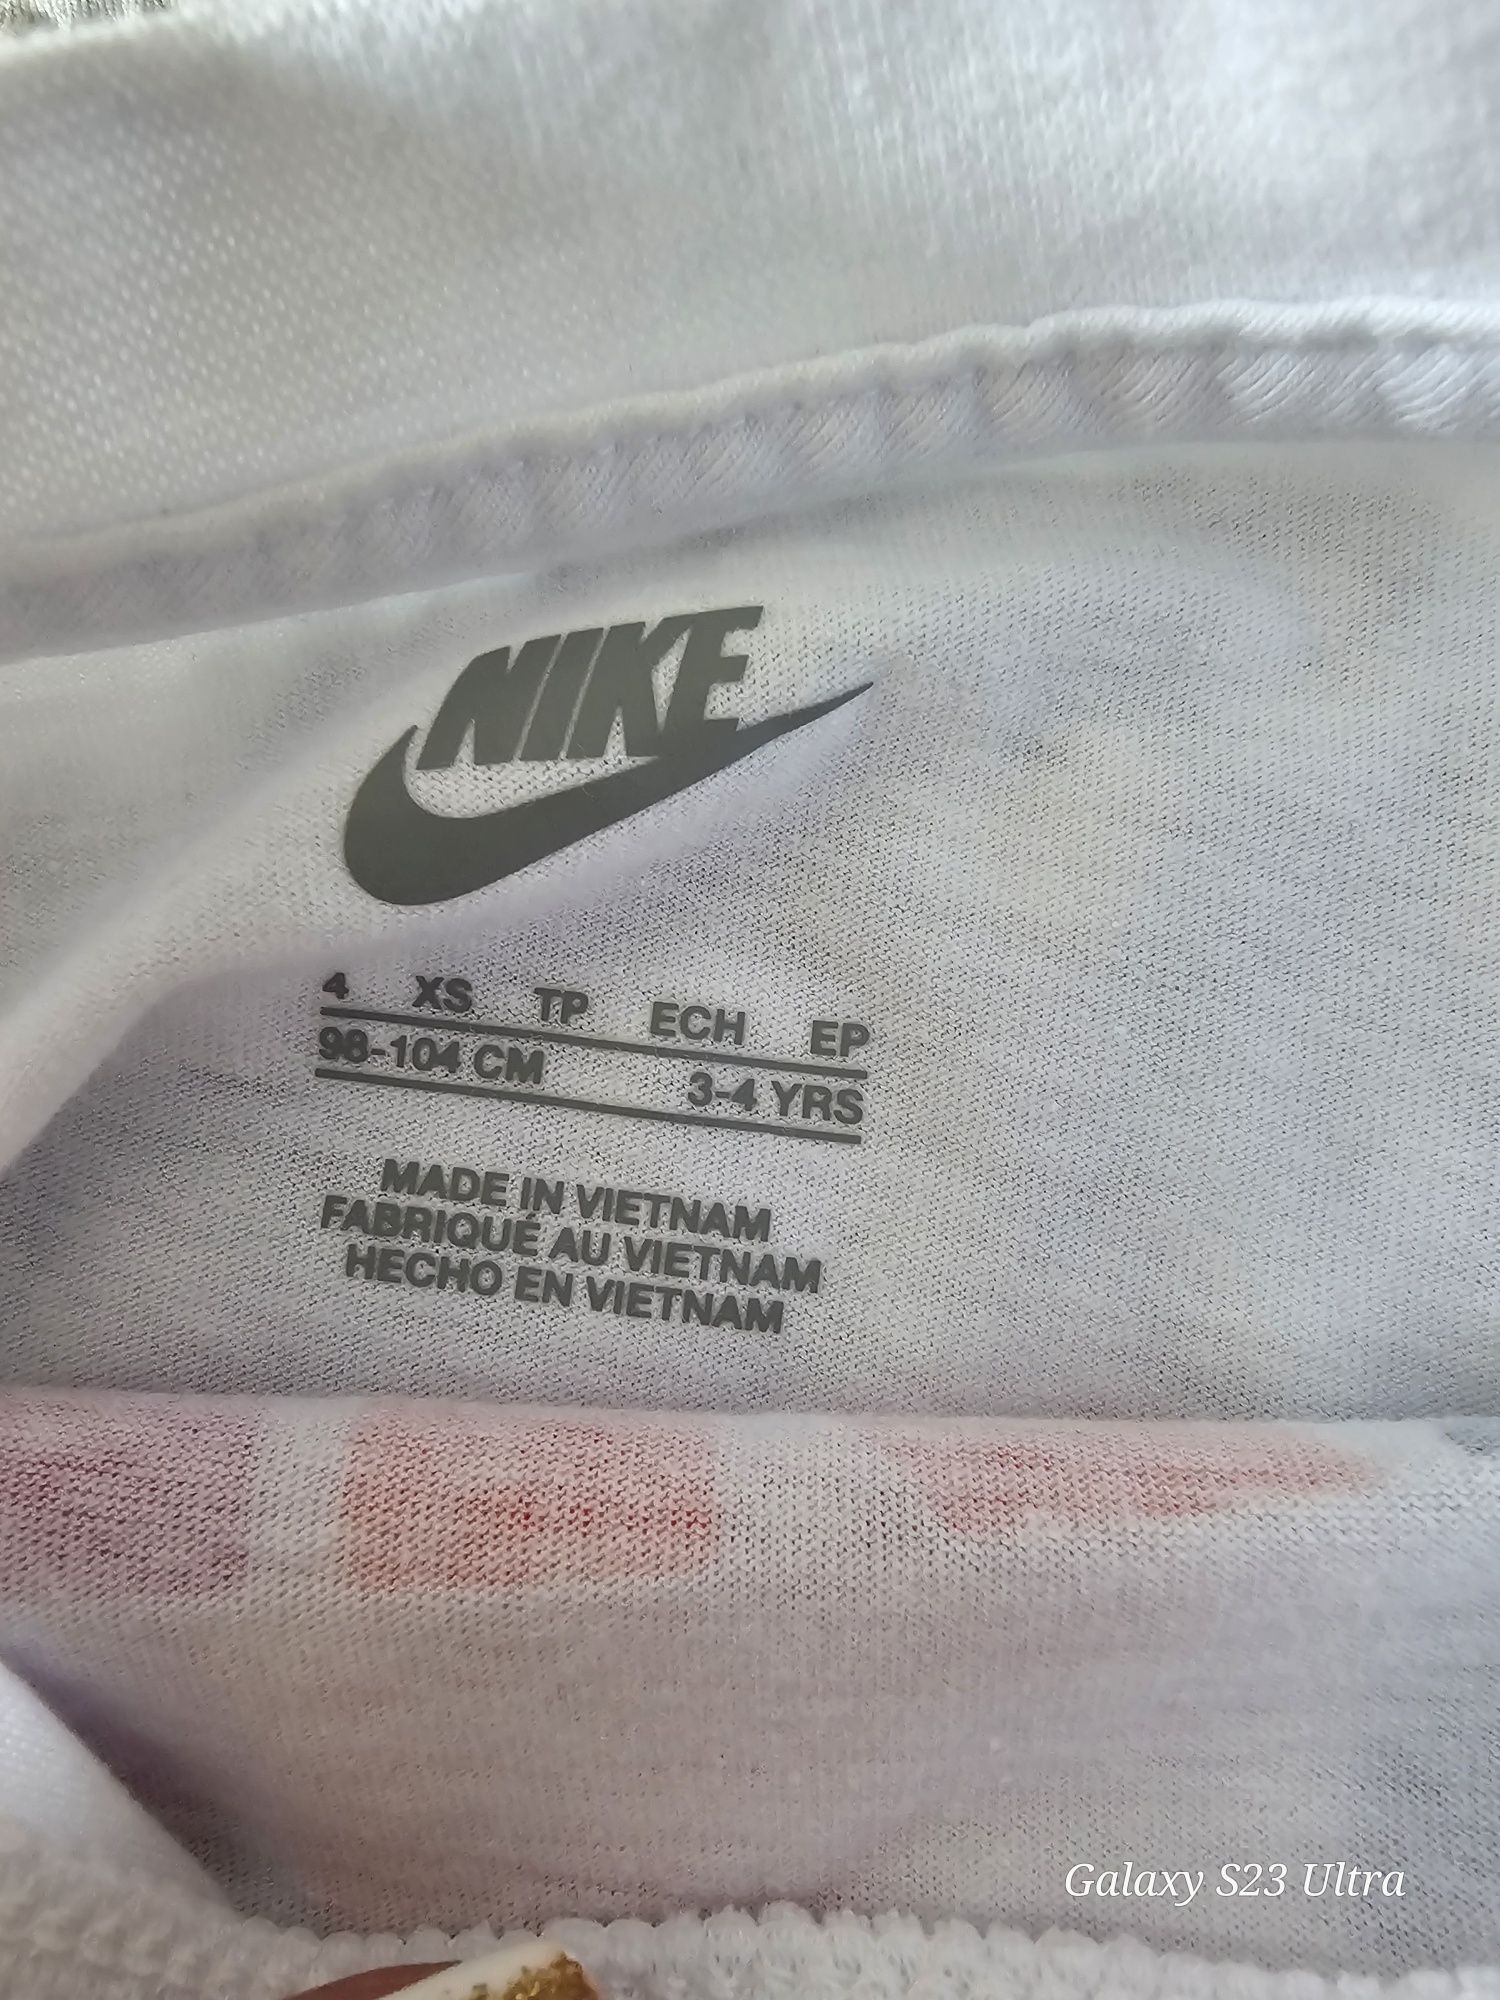 NIKE
4 XS TP ECH EP
98-104 CM 3-4 YRS
MADE IN VIETNAM
FABRIQUÉ AU VIETNAM
HECHO EN VIETNAM
Galaxy S23 Ultra